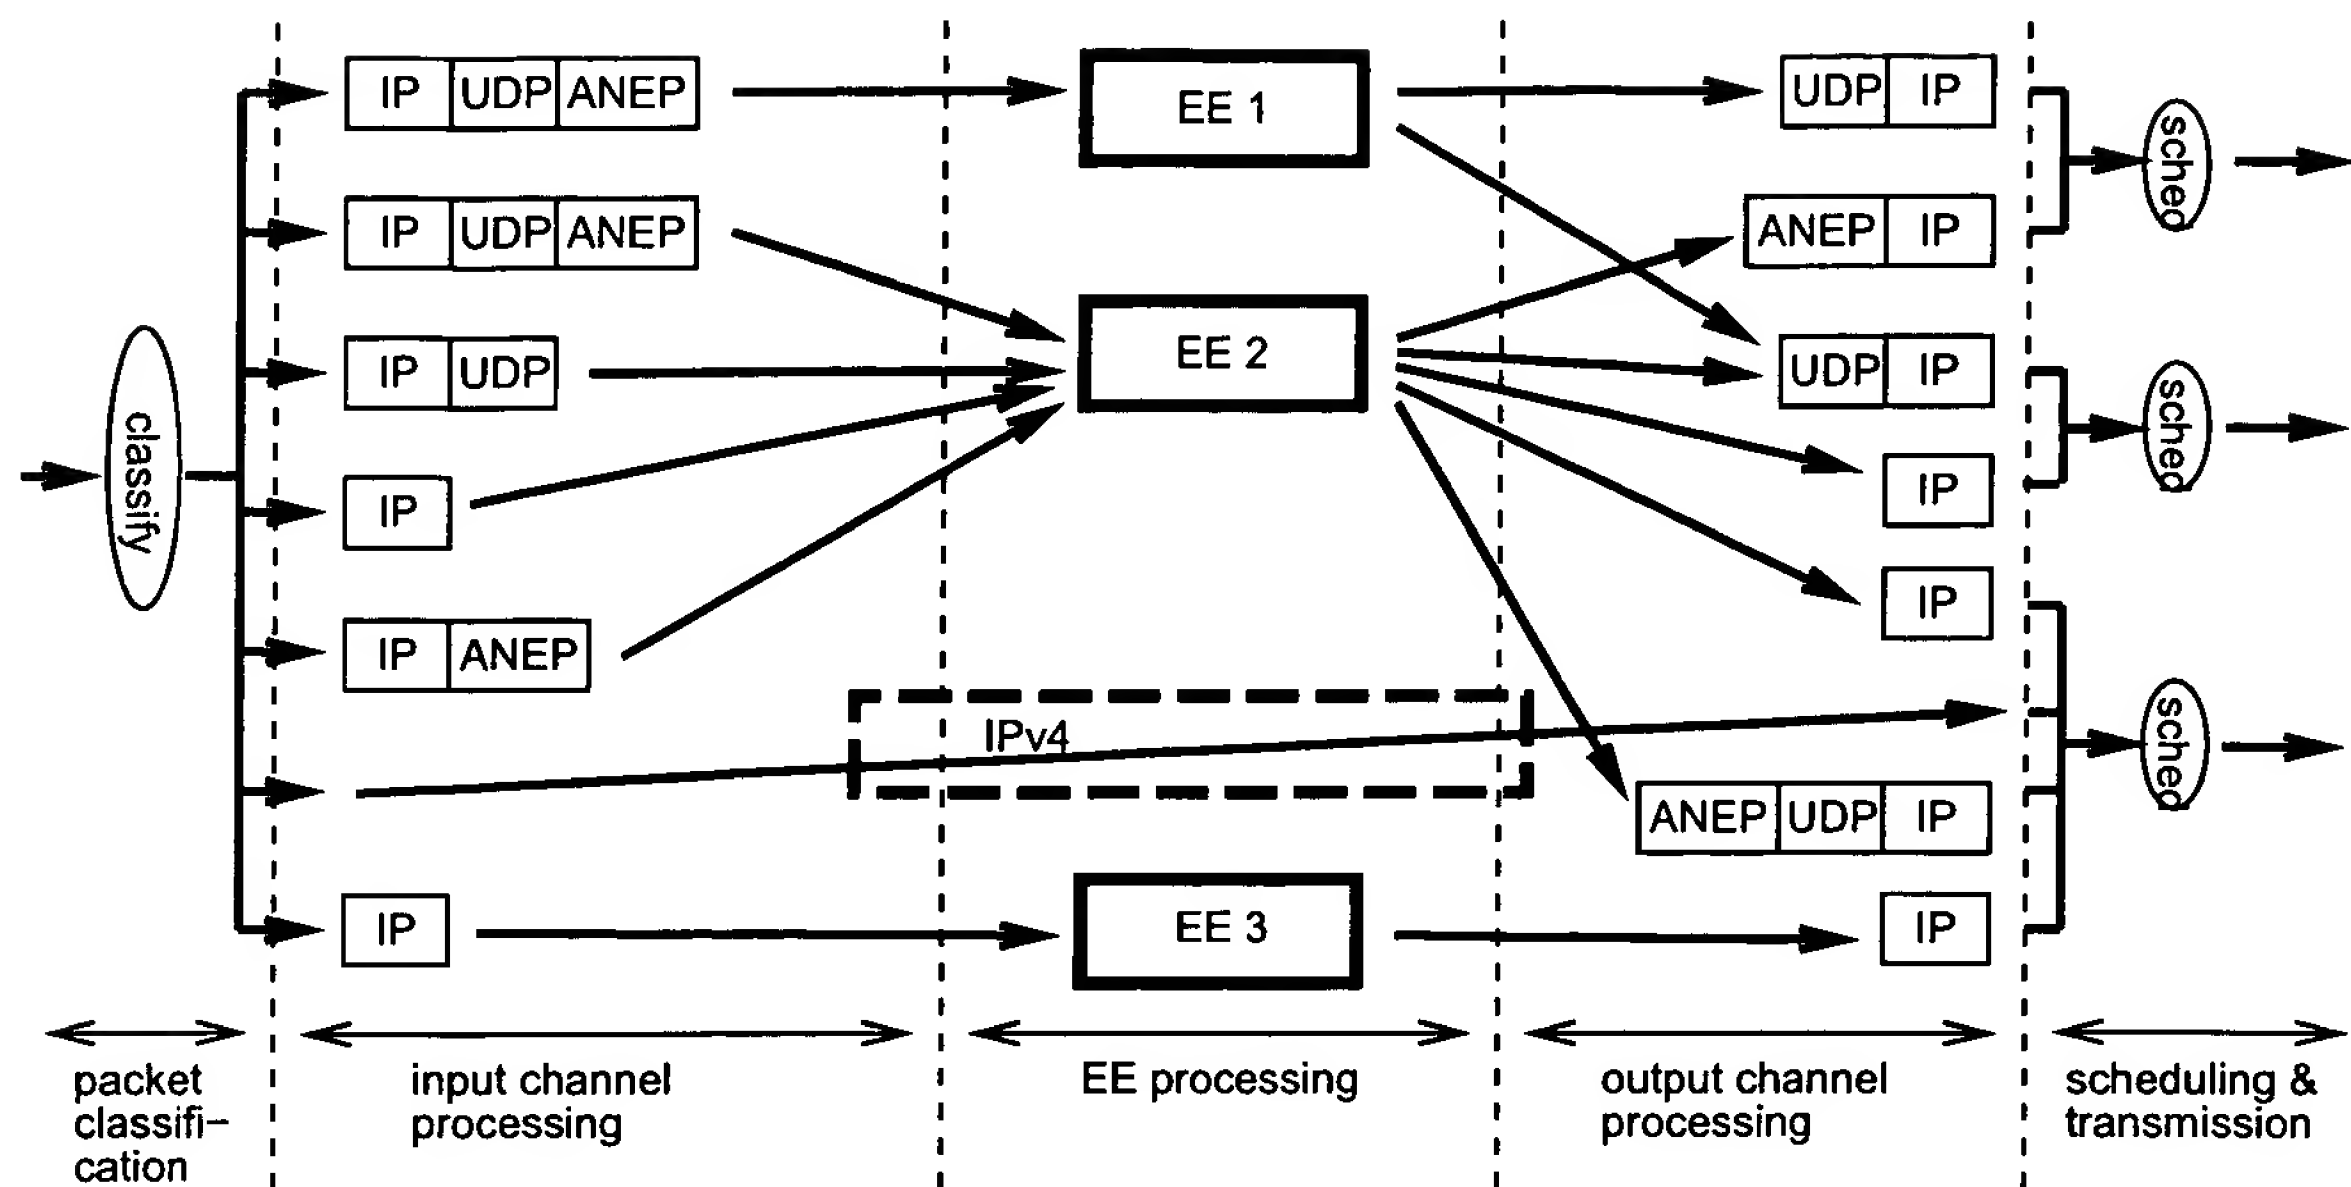 IP UDP ANEP
EE 1
UDP IP
sched
IP UDP ANEP
ANEP IP
IP UDP
EE 2
UDP IP
sched
classify
IP
IP
IP ANEP
IP
IPv4
sched
ANEP UDP IP
IP
EE 3
IP
packet
classifi-
cation
input channel
processing
EE processing
output channel
processing
scheduling &
transmission